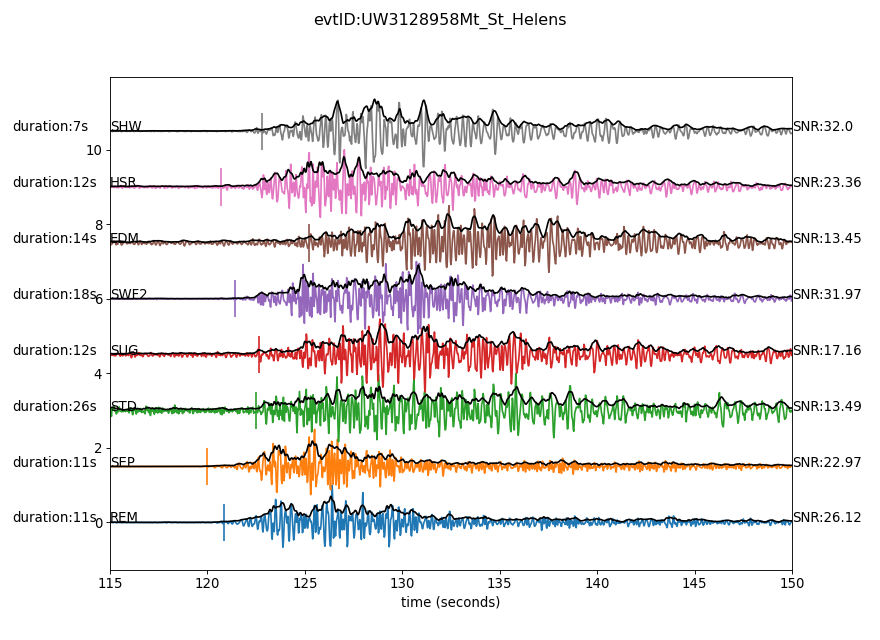 evtID:UW3128958Mt_St_Helens
duration:7s SHW SNR:32.0
10
duration:12s HSR SNR:23.36
8
duration:14s EDM SNR:13.45
duration:18s 6 SWF2 SNR:31.97
duration:12s SUG SNR:17.16
4
duration:26s STD SNR:13.49
2
duration:11s SEP SNR:22.97
duration:11s 0 REM SNR:26.12
115 120 125 130 135 140 145 150
time (seconds)